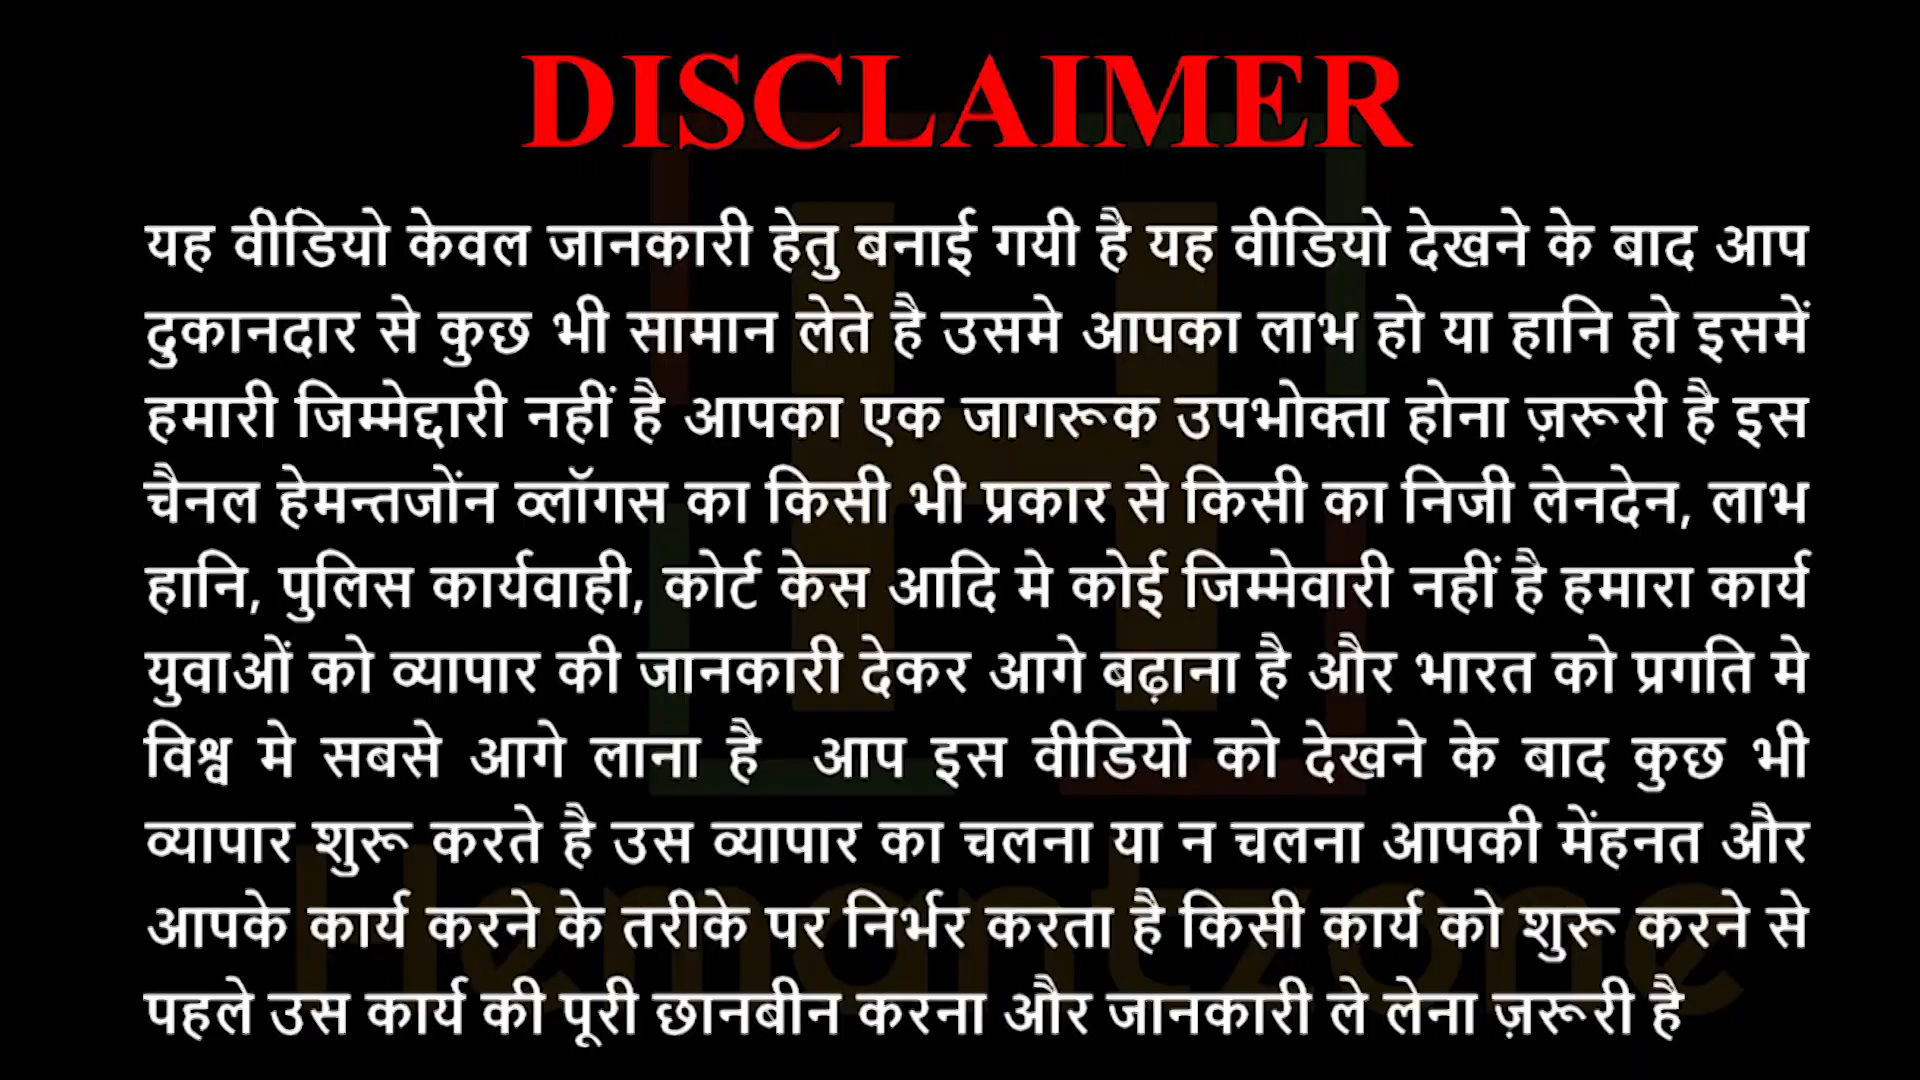 DISCLAIMER
यह वीडियो केवल जानकारी हेतु बनाई गयी है यह वीडियो देखने के बाद आप
दुकानदार से कुछ भी सामान लेते है उसमे आपका लाभ हो या हानि हो इसमें
हमारी जिम्मेद्दारी नहीं है आपका एक जागरूक उपभोक्ता होना ज़रूरी है इस
चैनल हेमन्तजोंन व्लॉगस का किसी भी प्रकार से किसी का निजी लेनदेन, लाभ
हानि, पुलिस कार्यवाही, कोर्ट केस आदि मे कोई जिम्मेवारी नहीं है हमारा कार्य
युवाओं को व्यापार की जानकारी देकर आगे बढ़ाना है और भारत को प्रगति मे
विश्व मे सबसे आगे लाना है आप इस वीडियो को देखने के बाद कुछ भी
व्यापार शुरू करते है उस व्यापार का चलना या न चलना आपकी मेंहनत और
आपके कार्य करने के तरीके पर निर्भर करता है किसी कार्य को शुरू करने से
पहले उस कार्य की पूरी छानबीन करना और जानकारी ले लेना ज़रूरी है
Hemantzone